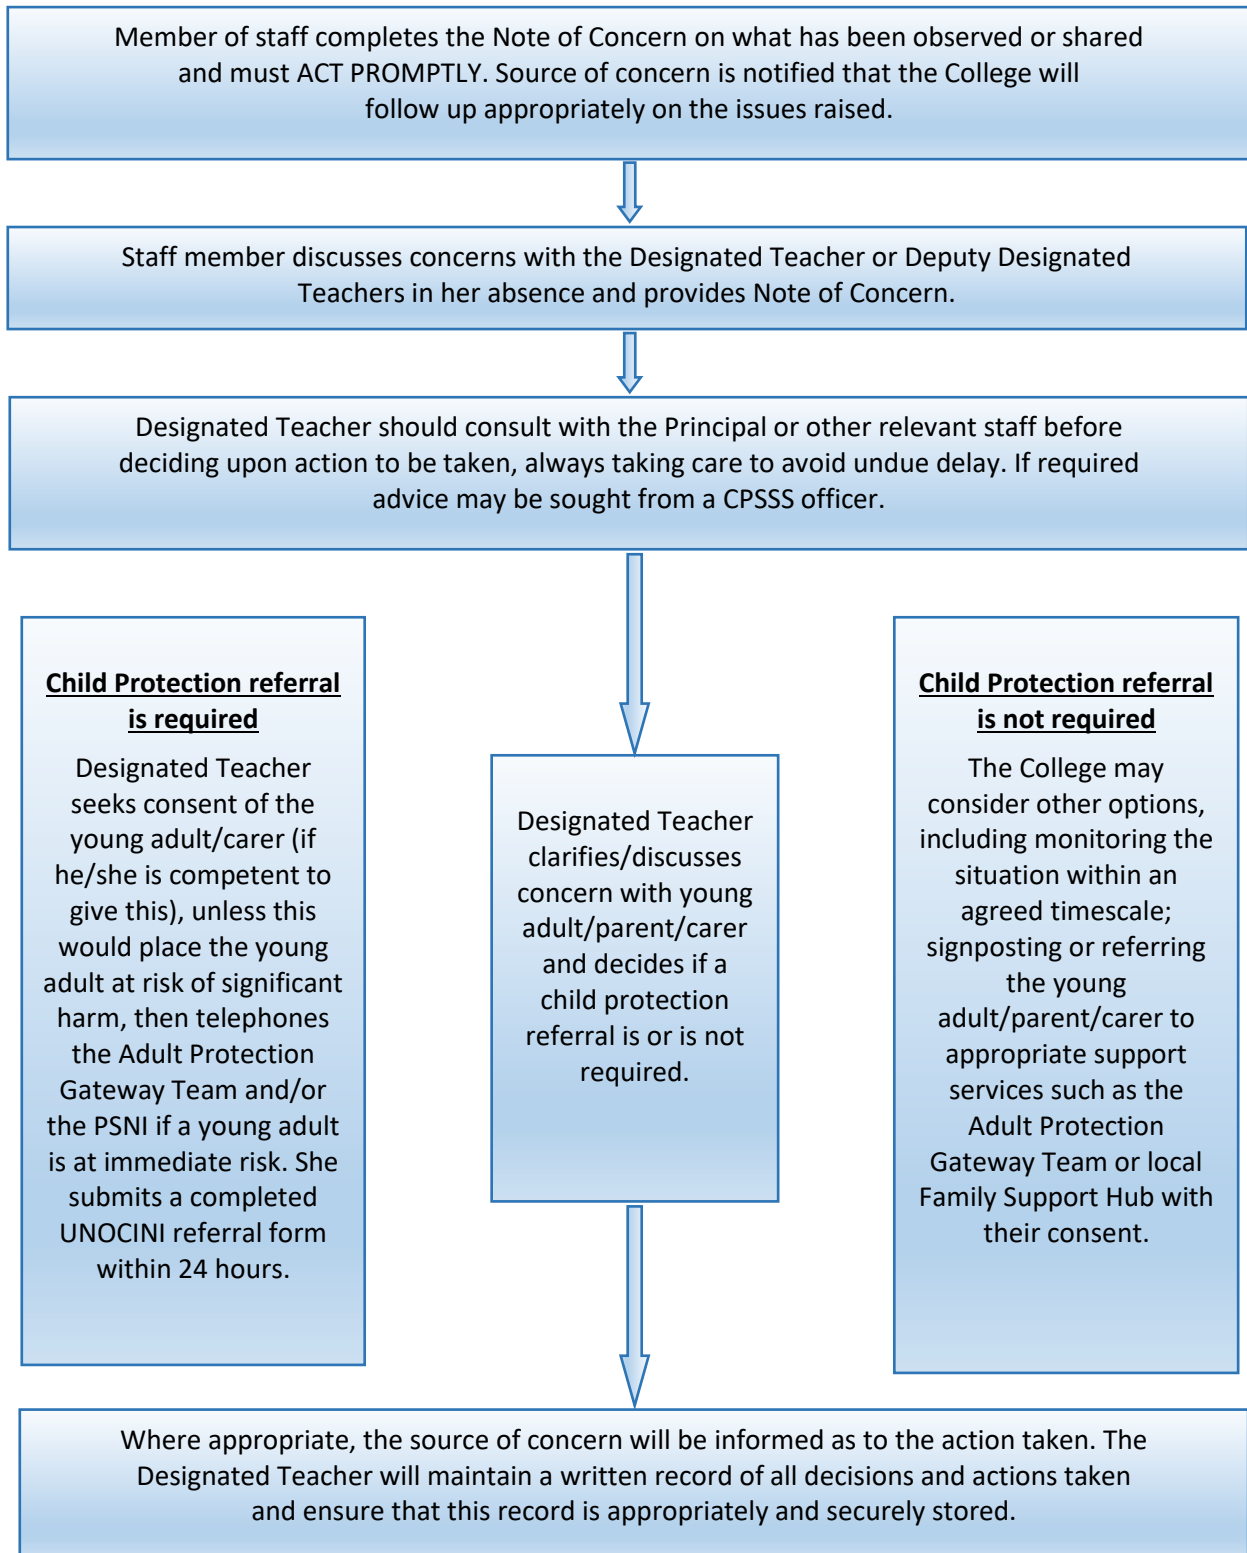 Member of staff completes the Note of Concern on what has been observed or shared
and must ACT PROMPTLY. Source of concern is notified that the College will
follow up appropriately on the issues raised.
Staff member discusses concerns with the Designated Teacher or Deputy Designated
Teachers in her absence and provides Note of Concern.
Designated Teacher should consult with the Principal or other relevant staff before
deciding upon action to be taken, always taking care to avoid undue delay. If required
advice may be sought from a CPSSS officer.
Child Protection referral
is required
Designated Teacher
seeks consent of the
young adult/carer (if
he/she is competent to
give this), unless this
would place the young
adult at risk of significant
harm, then telephones
the Adult Protection
Gateway Team and/or
the PSNI if a young adult
is at immediate risk. She
submits a completed
UNOCINI referral form
within 24 hours.
Designated Teacher
clarifies/discusses
concern with young
adult/parent/carer
and decides if a
child protection
referral is or is not
required.
Child Protection referral
is not required
The College may
consider other options,
including monitoring the
situation within an
agreed timescale;
signposting or referring
the young
adult/parent/carer to
appropriate support
services such as the
Adult Protection
Gateway Team or local
Family Support Hub with
their consent.
Where appropriate, the source of concern will be informed as to the action taken. The
Designated Teacher will maintain a written record of all decisions and actions taken
and ensure that this record is appropriately and securely stored.